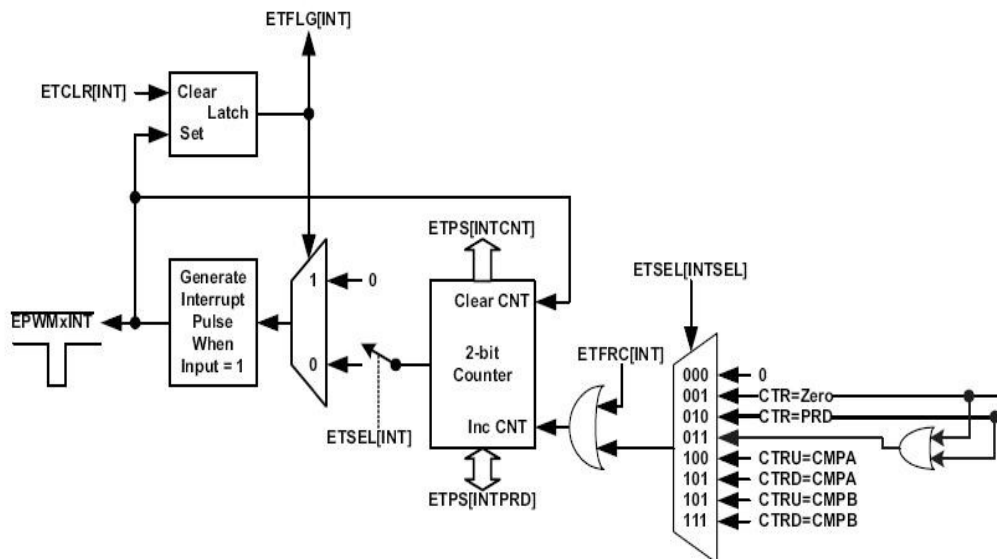 ETFLG[INT]
ETCLR[INT]
Clear
Latch
Set
ETPS[INTCNT]
ETSEL[INTSEL]
Generate
Interrupt
Pulse
When
Input = 1
EPWMxINT
1
0
0
ETSEL[INT]
Clear CNT
2-bit
Counter
Inc CNT
ETPS[INTPRD]
ETFRC[INT]
000 0
001 CTR=Zero
010 CTR=PRD
011
100 CTRU=CMPA
101 CTRD=CMPA
101 CTRU=CMPB
111 CTRD=CMPB